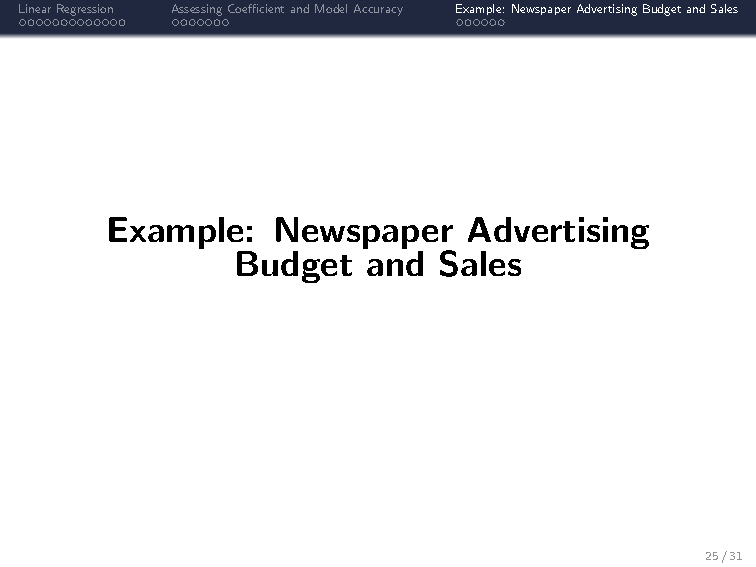 Linear Regression
Assessing Coefficient and Model Accuracy
Example: Newspaper Advertising Budget and Sales
Example: Newspaper Advertising
Budget and Sales
25 / 31